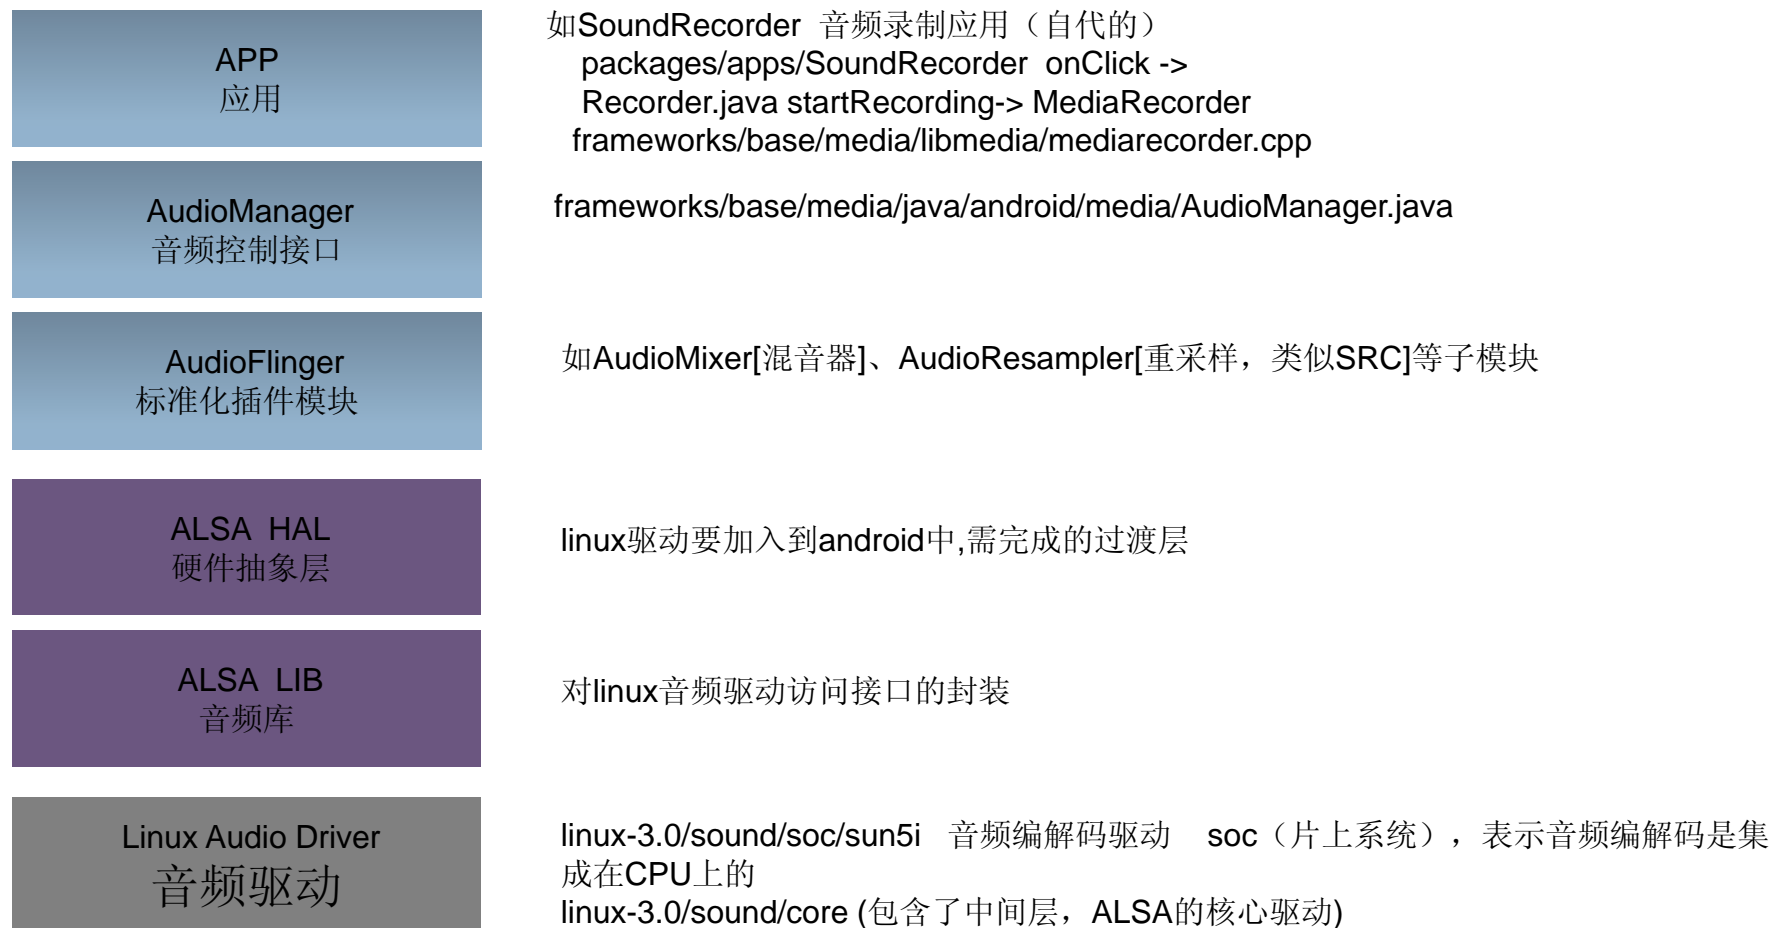 APP
应用
如SoundRecorder 音频录制应用（自代的）
packages/apps/SoundRecorder onClick ->
Recorder.java startRecording-> MediaRecorder
frameworks/base/media/libmedia/mediarecorder.cpp
AudioManager
音频控制接口
frameworks/base/media/java/android/media/AudioManager.java
AudioFlinger
标准化插件模块
如AudioMixer[混音器]、AudioResampler[重采样，类似SRC]等子模块
ALSA HAL
硬件抽象层
linux驱动要加入到android中,需完成的过渡层
ALSA LIB
音频库
对linux音频驱动访问接口的封装
Linux Audio Driver
音频驱动
linux-3.0/sound/soc/sun5i 音频编解码驱动 soc（片上系统），表示音频编解码是集
成在CPU上的
linux-3.0/sound/core (包含了中间层，ALSA的核心驱动)